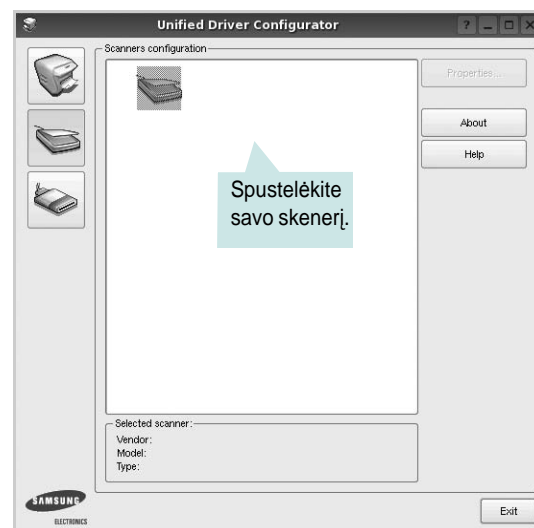 Unified Driver Configurator
Scanners configuration
Properties...
About
Help
Spustelėkite
savo skenerį.
Selected scanner:
Vendor:
Model:
Type:
SAMSUNG
ELECTRONICS
Exit